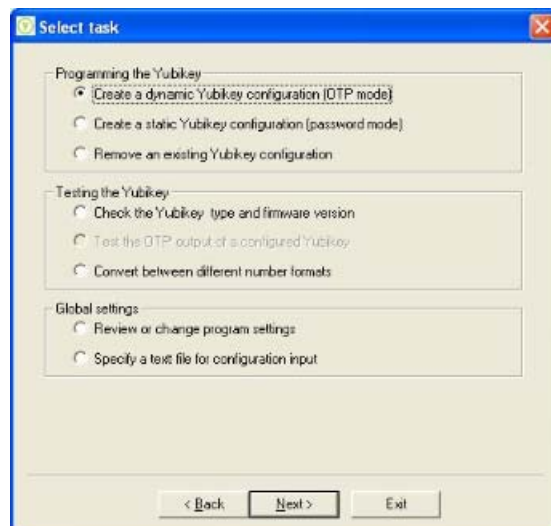 Select task
Programming the Yubikey
Create a dynamic Yubikey configuration (OTP mode)
Create a static Yubikey configuration (password mode)
Remove an existing Yubikey configuration
Testing the Yubikey
Check the Yubikey type and firmware version
Test the OTP output of a configured Yubikey
Convert between different number formats
Global settings
Review or change program settings
Specify a text file for configuration input
< Back Next > Exit